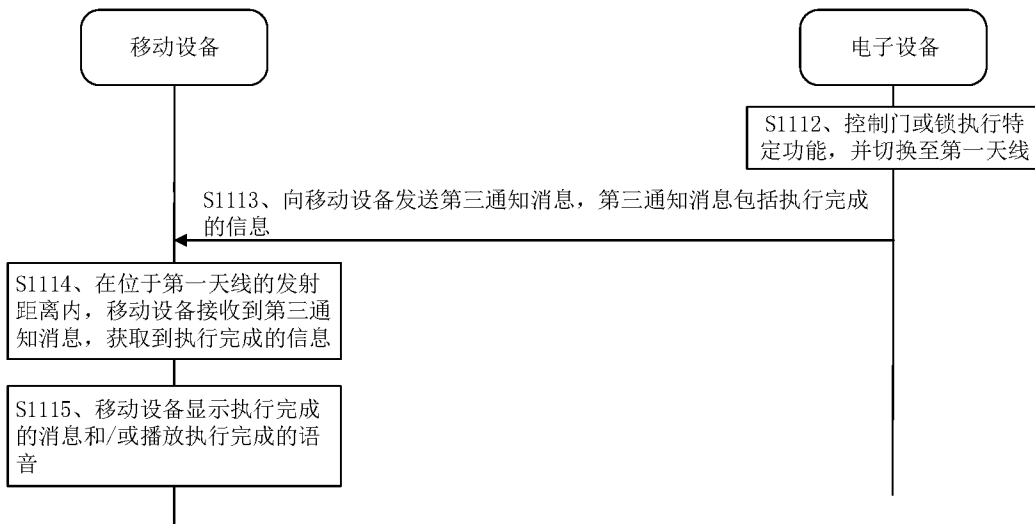 移动设备
电子设备
S1112、控制门或锁执行特
定功能，并切换至第一天线
S1113、向移动设备发送第三通知消息，第三通知消息包括执行完成
的信息
S1114、在位于第一天线的发射
距离内，移动设备接收到第三通
知消息，获取到执行完成的信息
S1115、移动设备显示执行完成
的消息和/或播放执行完成的语
音